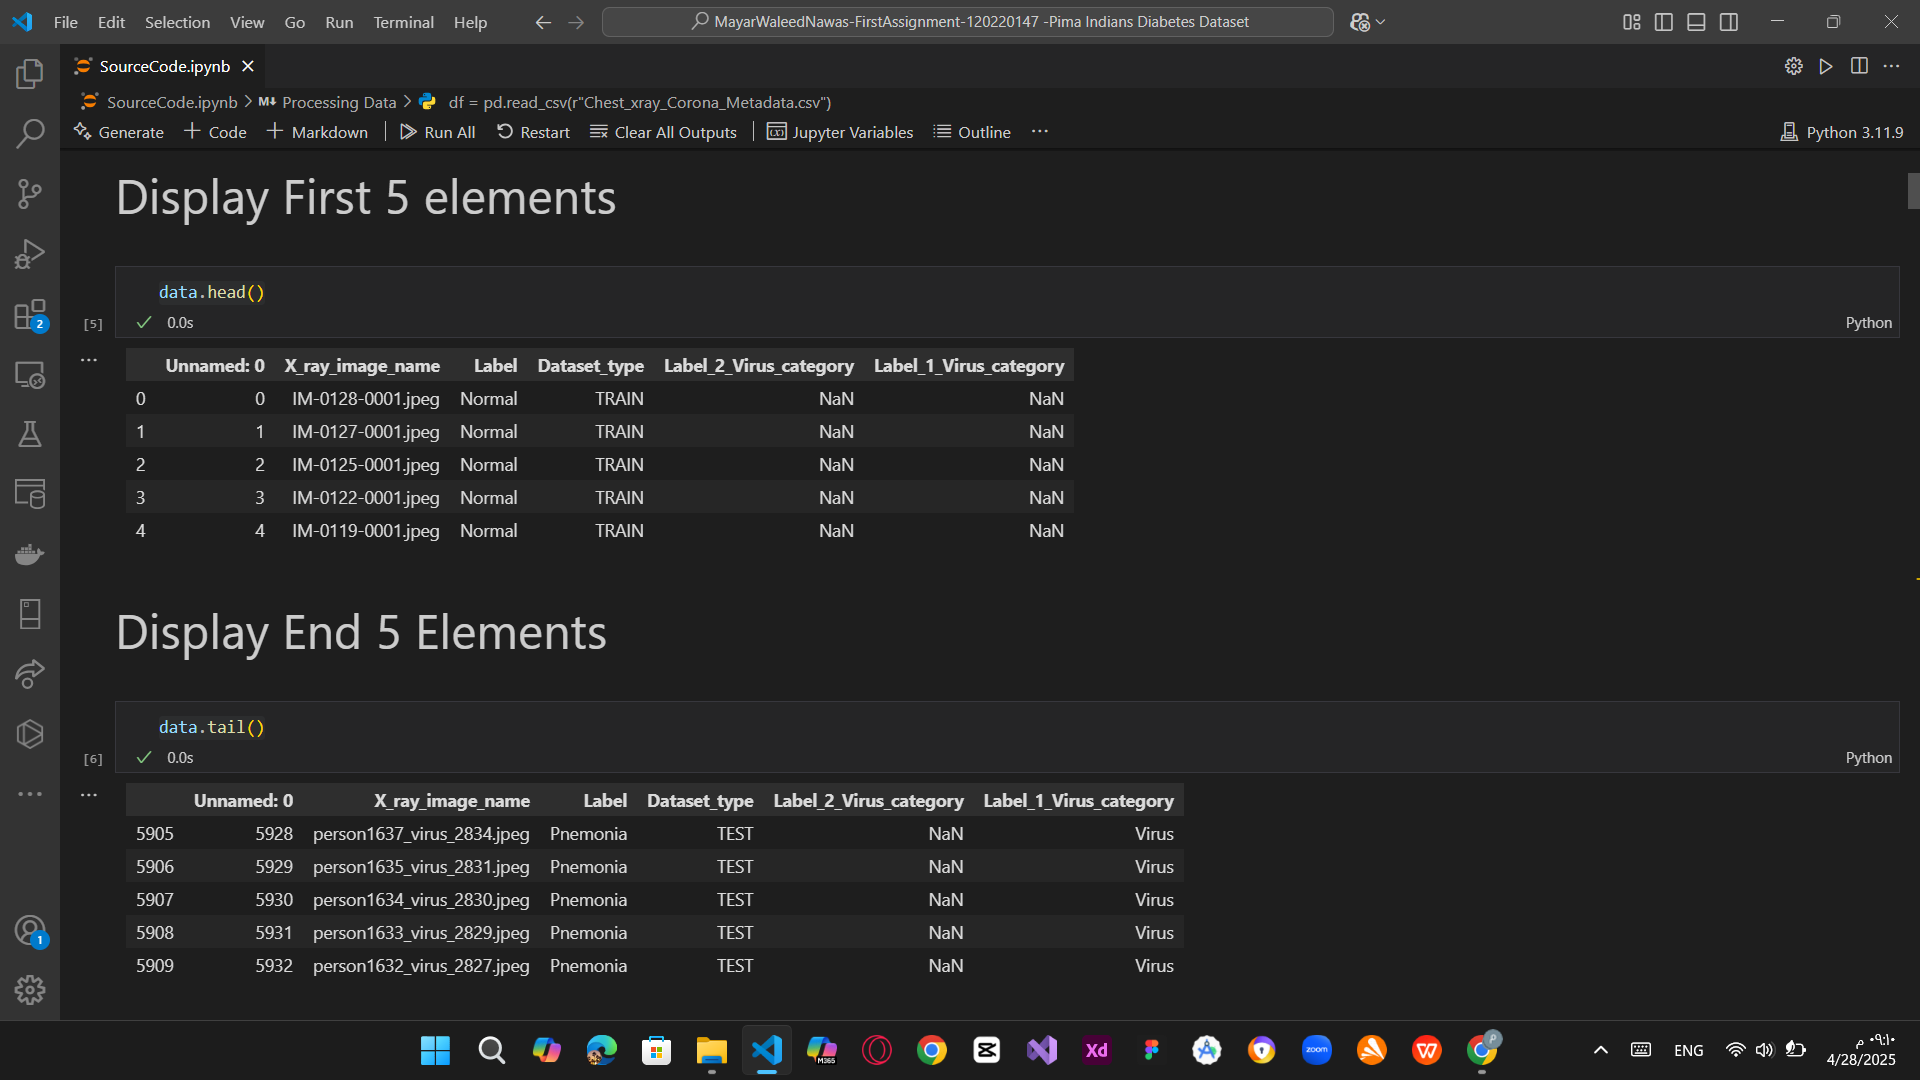 File Edit Selection View Go Run Terminal Help
MayarWaleedNawas-FirstAssignment-120220147 -Pima Indians Diabetes Dataset
SourceCode.ipynb
SourceCode.ipynb > M↓ Processing Data > df = pd.read_csv(r"Chest_xray_Corona_Metadata.csv")
Generate + Code + Markdown Run All Restart Clear All Outputs Jupyter Variables Outline ... Python 3.11.9
Display First 5 elements
data.head()
[5] ✓ 0.0s Python
Unnamed: 0 X_ray_image_name Label Dataset_type Label_2_Virus_category Label_1_Virus_category
0 0 IM-0128-0001.jpeg Normal TRAIN NaN NaN
1 1 IM-0127-0001.jpeg Normal TRAIN NaN NaN
2 2 IM-0125-0001.jpeg Normal TRAIN NaN NaN
3 3 IM-0122-0001.jpeg Normal TRAIN NaN NaN
4 4 IM-0119-0001.jpeg Normal TRAIN NaN NaN
2
Display End 5 Elements
data.tail()
[6] ✓ 0.0s Python
Unnamed: 0 X_ray_image_name Label Dataset_type Label_2_Virus_category Label_1_Virus_category
5905 5928 person1637_virus_2834.jpeg Pnemonia TEST NaN Virus
5906 5929 person1635_virus_2831.jpeg Pnemonia TEST NaN Virus
5907 5930 person1634_virus_2830.jpeg Pnemonia TEST NaN Virus
5908 5931 person1633_virus_2829.jpeg Pnemonia TEST NaN Virus
5909 5932 person1632_virus_2827.jpeg Pnemonia TEST NaN Virus
1
M365 Xd zoom W P ENG
٠٩:١٠ م
4/28/2025